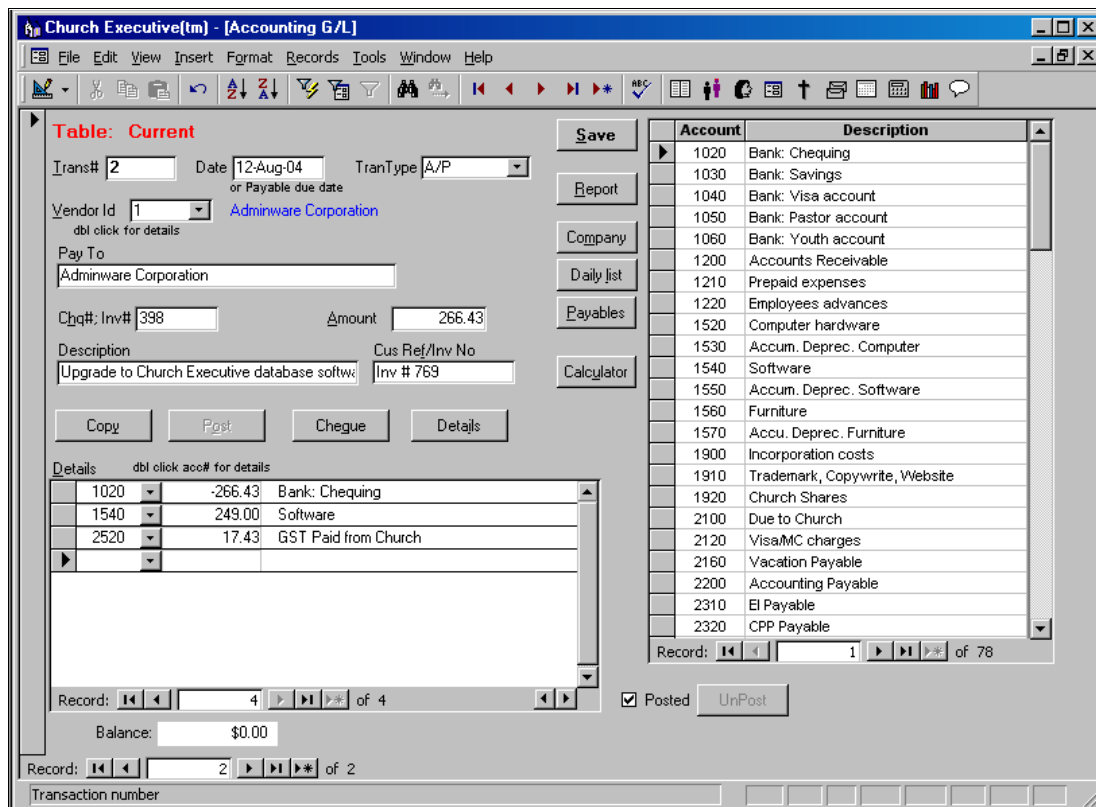 Church Executive(tm) - [Accounting G/L]
File Edit View Insert Format Records Tools Window Help
Table: Current
Trans# 2 Date 12-Aug-04 TranType A/P
or Payable due date
Vendor Id 1 Adminware Corporation
dbl click for details
Pay To
Adminware Corporation
Chq#; Inv# 398 Amount 266.43
Description Cus Ref/Inv No
Upgrade to Church Executive database softwa Inv # 769
Copy Post Cheque Details
Save
Report
Company
Daily list
Payables
Calculator
Details dbl click acc# for details
1020 -266.43 Bank: Chequing
1540 249.00 Software
2520 17.43 GST Paid from Church
Record: 4 of 4
Balance: $0.00
Account Description
1020 Bank: Chequing
1030 Bank: Savings
1040 Bank: Visa account
1050 Bank: Pastor account
1060 Bank: Youth account
1200 Accounts Receivable
1210 Prepaid expenses
1220 Employees advances
1520 Computer hardware
1530 Accum. Deprec. Computer
1540 Software
1550 Accum. Deprec. Software
1560 Furniture
1570 Accu. Deprec. Furniture
1900 Incorporation costs
1910 Trademark, Copywrite, Website
1920 Church Shares
2100 Due to Church
2120 Visa/MC charges
2160 Vacation Payable
2200 Accounting Payable
2310 EI Payable
2320 CPP Payable
Record: 1 of 78
Posted UnPost
Record: 2 of 2
Transaction number